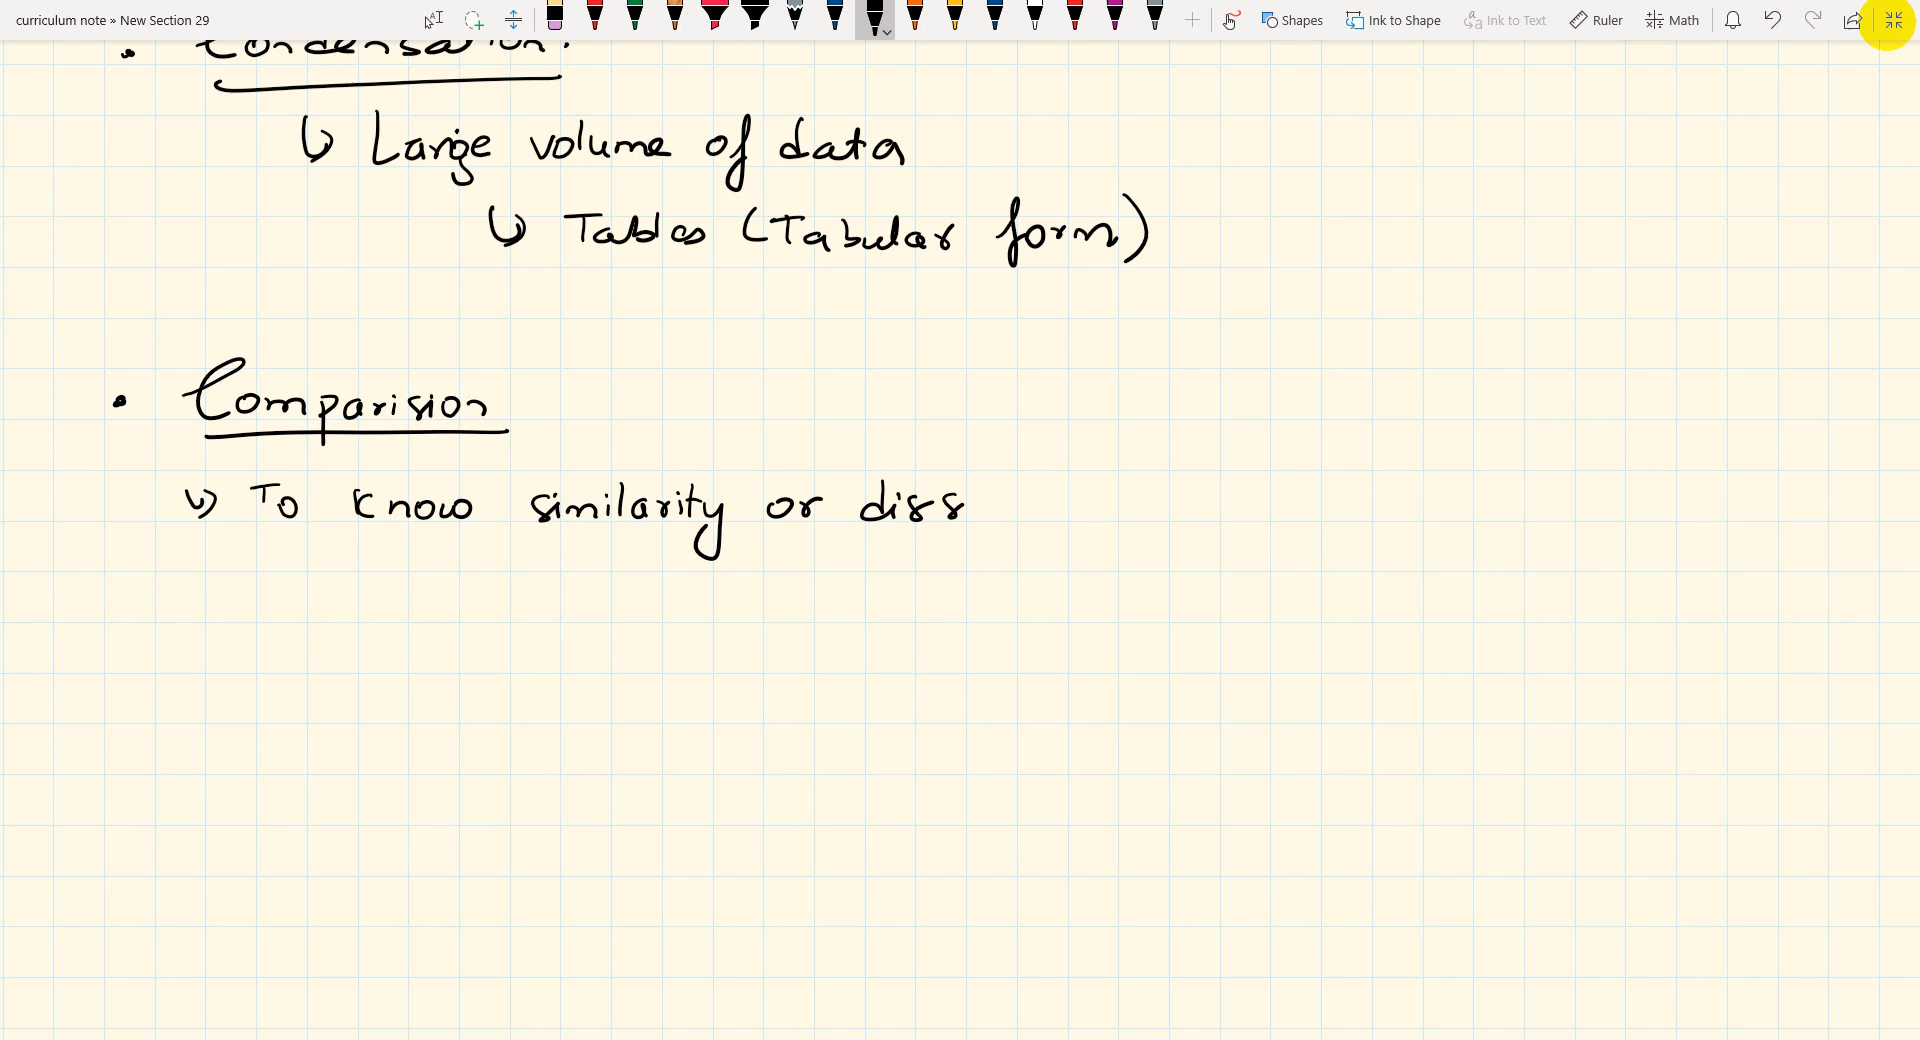 curriculum note » New Section 29
Shapes Ink to Shape Ink to Text Ruler Math
• Condensation:
↳ Large volume of data
↳ Tables (Tabular form)
• Comparision
↳ To know similarity or diss